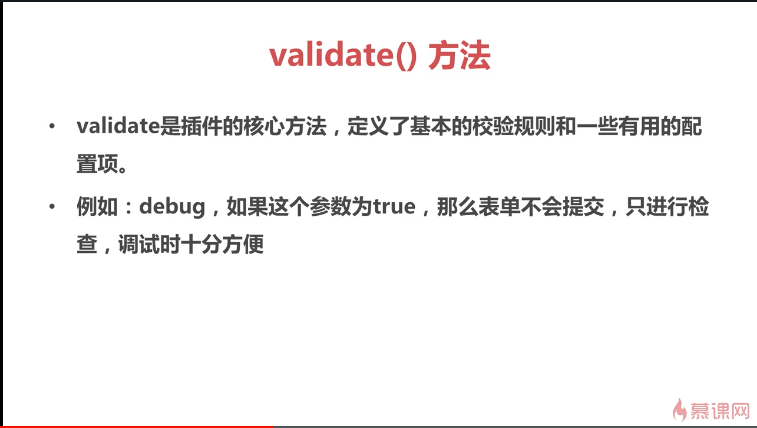 validate() 方法
• validate是插件的核心方法，定义了基本的校验规则和一些有用的配
置项。
• 例如：debug，如果这个参数为true，那么表单不会提交，只进行检
查，调试时十分方便
慕课网